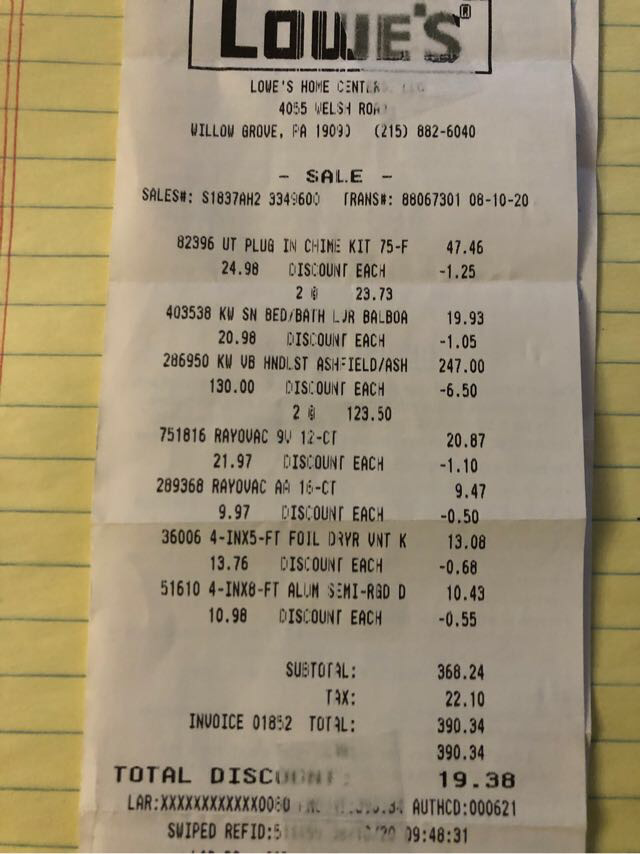 LOWE'S®
LOWE'S HOME CENTERS, LLC
4055 WELSH ROAD
WILLOW GROVE, PA 19090 (215) 882-6040
- SALE -
SALES#: S1837AH2 3349600 TRANS#: 88067301 08-10-20
82396 UT PLUG IN CHIME KIT 75-F 47.46
24.98 DISCOUNT EACH -1.25
2 @ 23.73
403538 KW SN BED/BATH LVR BALBOA 19.93
20.98 DISCOUNT EACH -1.05
286950 KW VB HNDLST ASHFIELD/ASH 247.00
130.00 DISCOUNT EACH -6.50
2 @ 123.50
751816 RAYOVAC 9V 12-CT 20.87
21.97 DISCOUNT EACH -1.10
289368 RAYOVAC AA 16-CT 9.47
9.97 DISCOUNT EACH -0.50
36006 4-INX5-FT FOIL DRYR VNT K 13.08
13.76 DISCOUNT EACH -0.68
51610 4-INX8-FT ALUM SEMI-RGD D 10.43
10.98 DISCOUNT EACH -0.55
SUBTOTAL: 368.24
TAX: 22.10
INVOICE 01852 TOTAL: 390.34
390.34
TOTAL DISCOUNT: 19.38
AUTHCD:000621
SWIPED 09:48:31